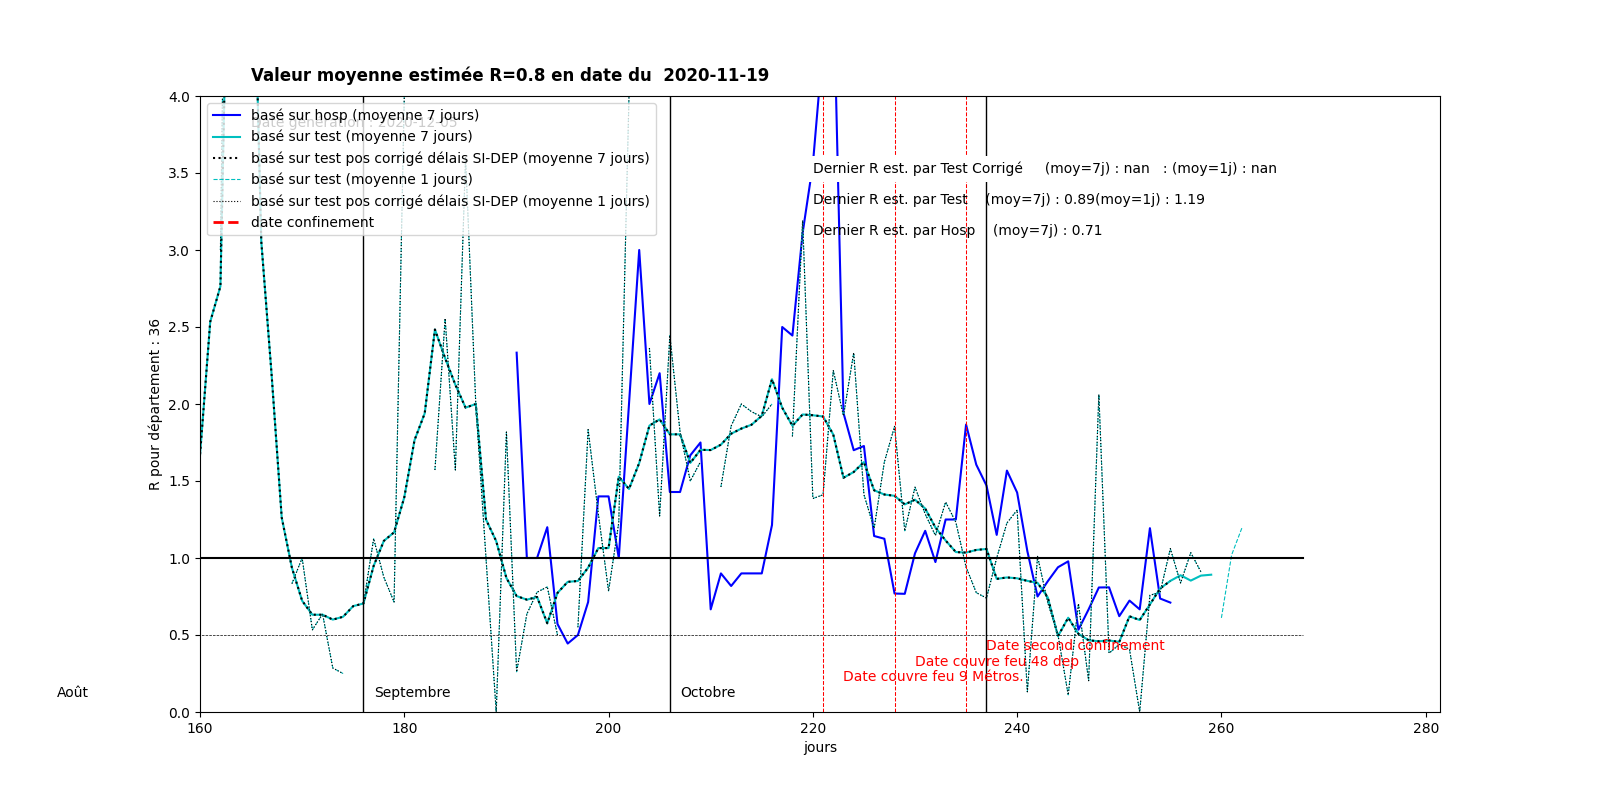 Valeur moyenne estimée R=0.8 en date du  2020-11-19
Date génération : 2020-12-05
basé sur hosp (moyenne 7 jours)
basé sur test (moyenne 7 jours)
basé sur test pos corrigé délais SI-DEP (moyenne 7 jours)
basé sur test (moyenne 1 jours)
basé sur test pos corrigé délais SI-DEP (moyenne 1 jours)
date confinement
Dernier R est. par Test Corrigé     (moy=7j) : nan   : (moy=1j) : nan
Dernier R est. par Test    (moy=7j) : 0.89(moy=1j) : 1.19
Dernier R est. par Hosp    (moy=7j) : 0.71
4.0
3.5
3.0
2.5
2.0
1.5
1.0
0.5
0.0
R pour département : 36
Date second confinement
Date couvre feu 48 dep
Date couvre feu 9 Métros.
Août
Septembre
Octobre
160 180 200 220 240 260 280
jours